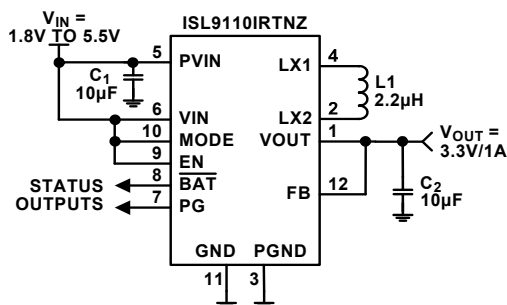 ISL9110IRTNZ
V_IN =
1.8V TO 5.5V
5 PVIN
C1
10µF
6 VIN
10 MODE
9 EN
8 BAT
7 PG
STATUS
OUTPUTS
LX1 4
L1
2.2µH
LX2 2
VOUT 1
V_OUT =
3.3V/1A
FB 12
C2
10µF
GND PGND
11 3